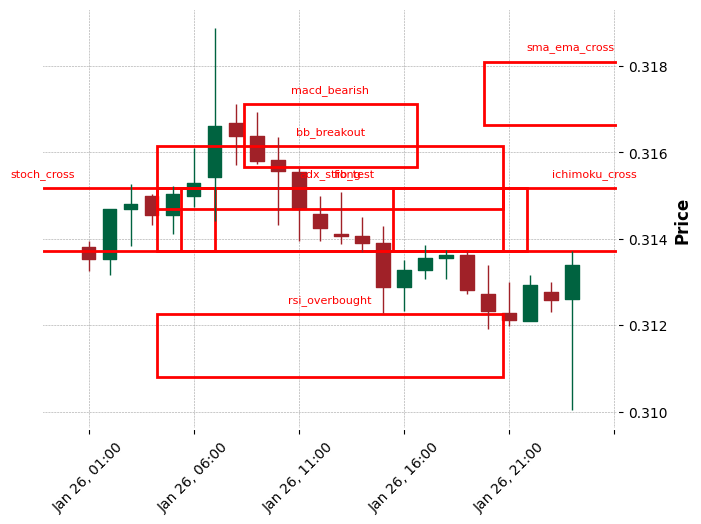 sma_ema_cross
0.318
macd_bearish
bb_breakout
0.316
stoch_cross
fib_test
ichimoku_cross
Price
0.314
rsi_overbought
0.312
0.310
Jan 26, 01:00
Jan 26, 06:00
Jan 26, 11:00
Jan 26, 16:00
Jan 26, 21:00